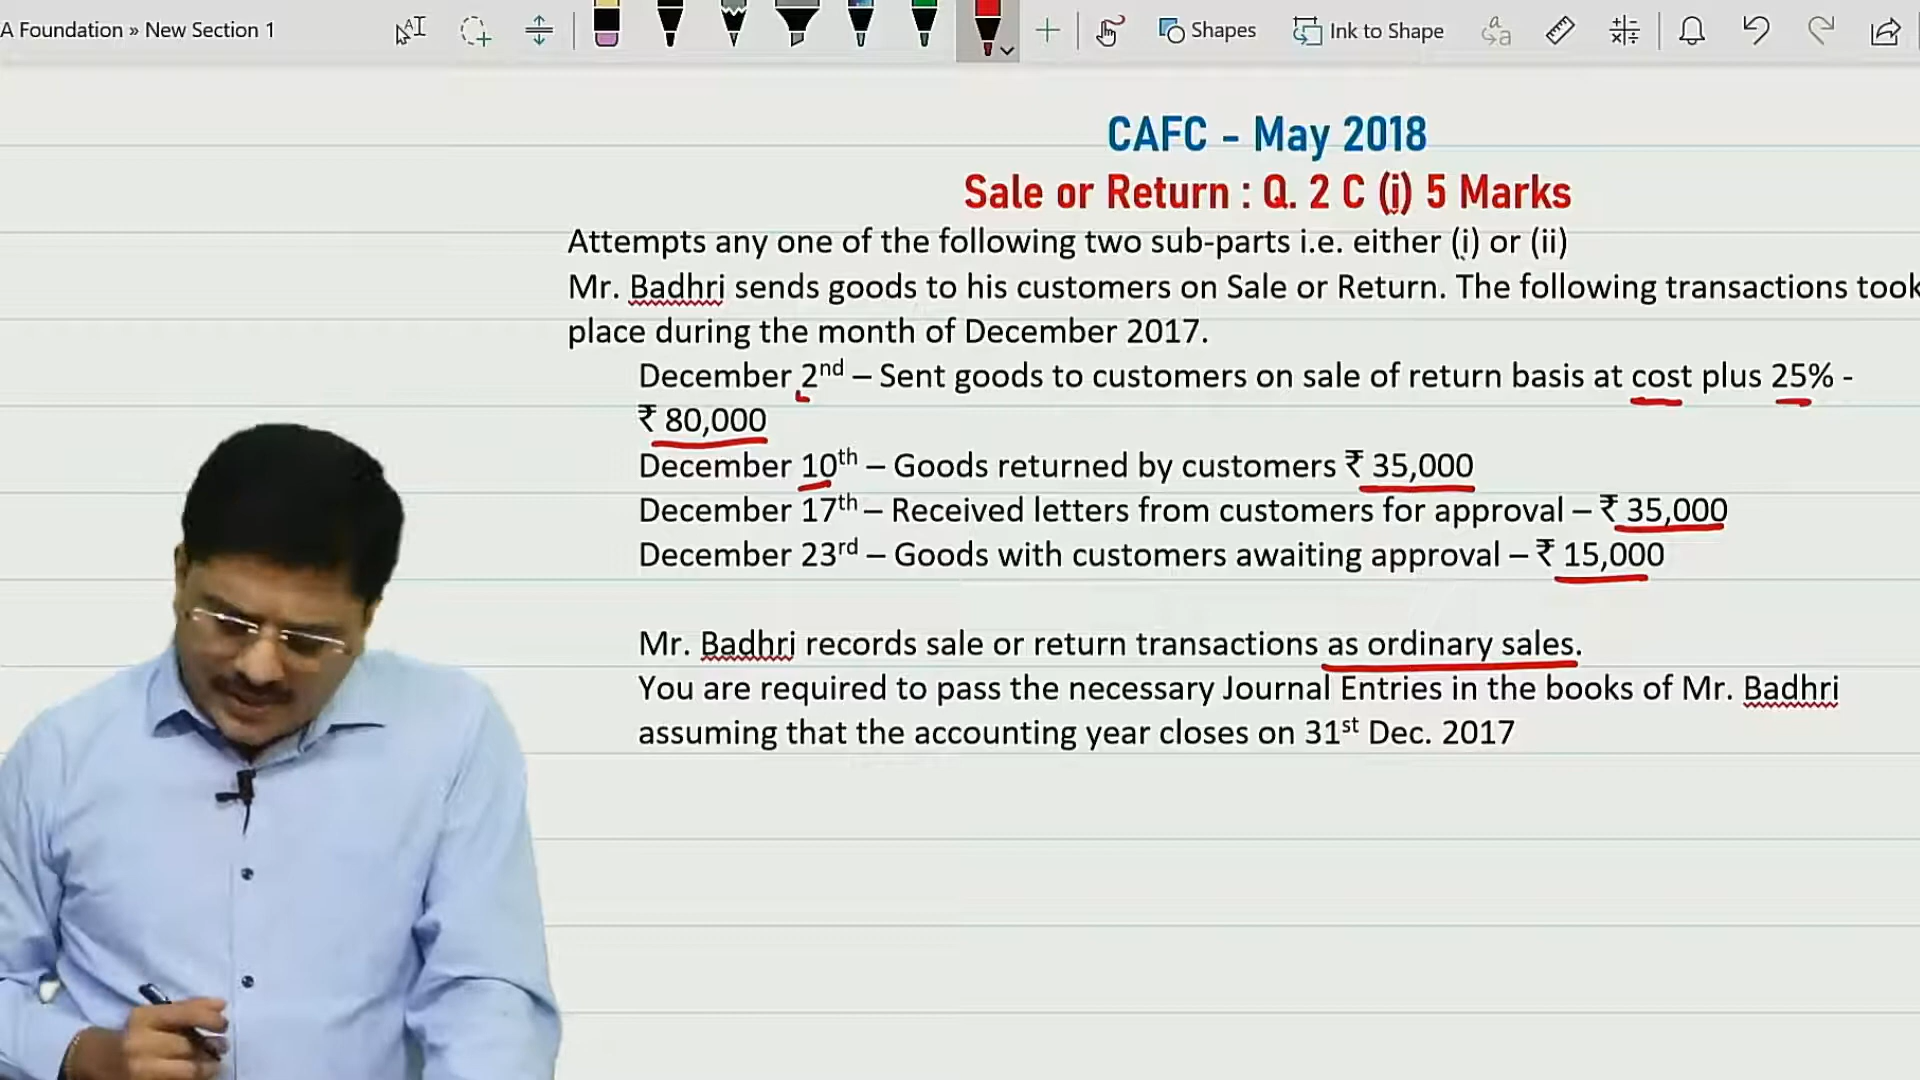 A Foundation » New Section 1
Shapes
Ink to Shape
CAFC - May 2018
Sale or Return : Q. 2 C (i) 5 Marks
Attempts any one of the following two sub-parts i.e. either (i) or (ii)
Mr. Badhri sends goods to his customers on Sale or Return. The following transactions took
place during the month of December 2017.
December 2nd – Sent goods to customers on sale of return basis at cost plus 25% -
₹ 80,000
December 10th – Goods returned by customers ₹ 35,000
December 17th – Received letters from customers for approval – ₹ 35,000
December 23rd – Goods with customers awaiting approval – ₹ 15,000
Mr. Badhri records sale or return transactions as ordinary sales.
You are required to pass the necessary Journal Entries in the books of Mr. Badhri
assuming that the accounting year closes on 31st Dec. 2017